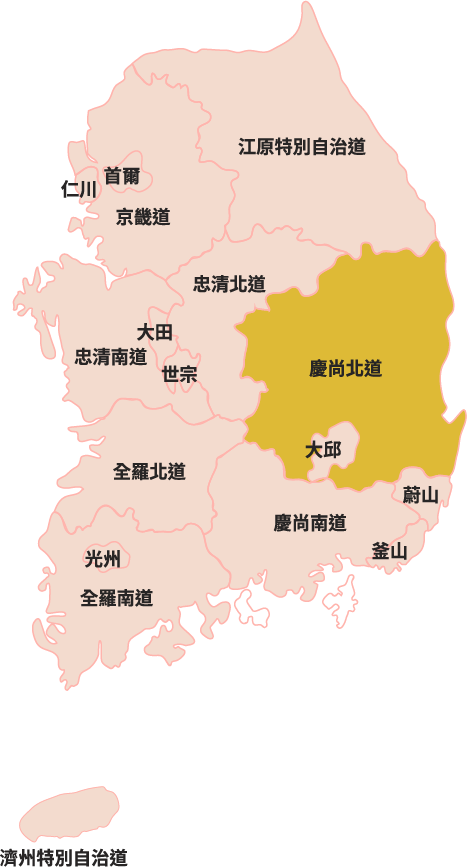 江原特別自治道
首爾
仁川
京畿道
忠清北道
大田
忠清南道
世宗
慶尚北道
大邱
全羅北道
蔚山
慶尚南道
釜山
光州
全羅南道
濟州特別自治道